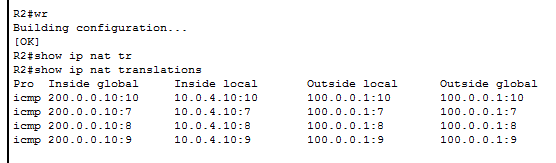 R2#wr
Building configuration...
[OK]
R2#show ip nat tr
R2#show ip nat translations
Pro  Inside global     Inside local       Outside local      Outside global
icmp 200.0.0.10:10     10.0.4.10:10       100.0.0.1:10       100.0.0.1:10
icmp 200.0.0.10:7      10.0.4.10:7        100.0.0.1:7        100.0.0.1:7
icmp 200.0.0.10:8      10.0.4.10:8        100.0.0.1:8        100.0.0.1:8
icmp 200.0.0.10:9      10.0.4.10:9        100.0.0.1:9        100.0.0.1:9